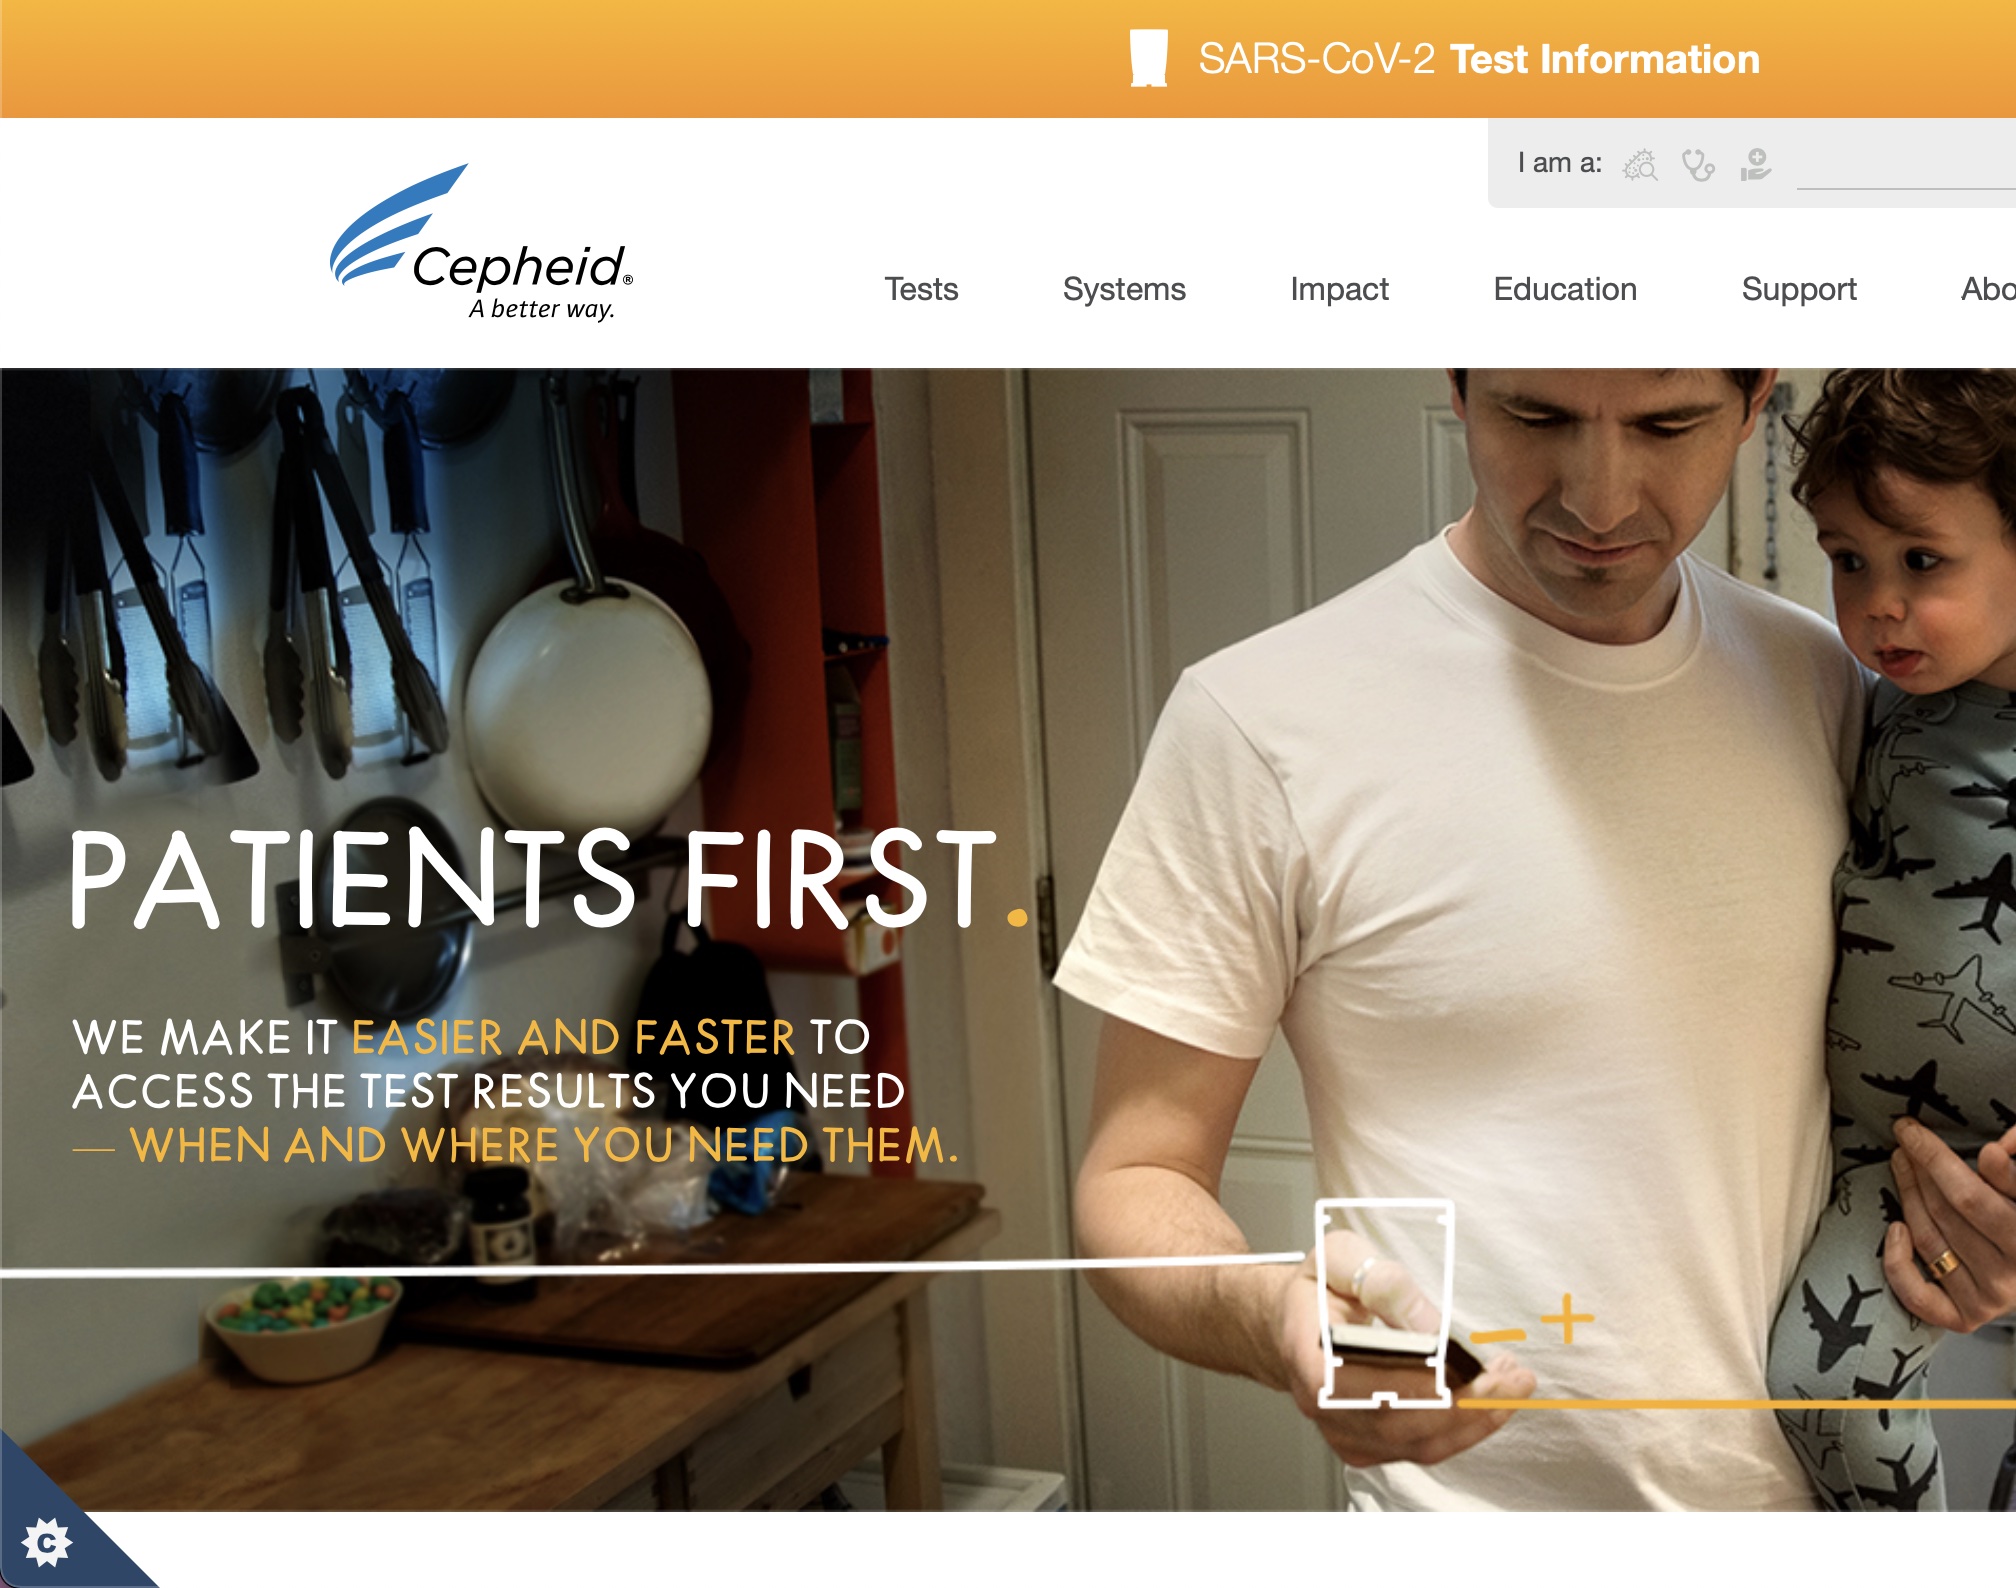 SARS-CoV-2 Test Information
I am a:
Cepheid®
A better way.
Tests Systems Impact Education Support Abo
PATIENTS FIRST.
WE MAKE IT EASIER AND FASTER TO
ACCESS THE TEST RESULTS YOU NEED
— WHEN AND WHERE YOU NEED THEM.
C